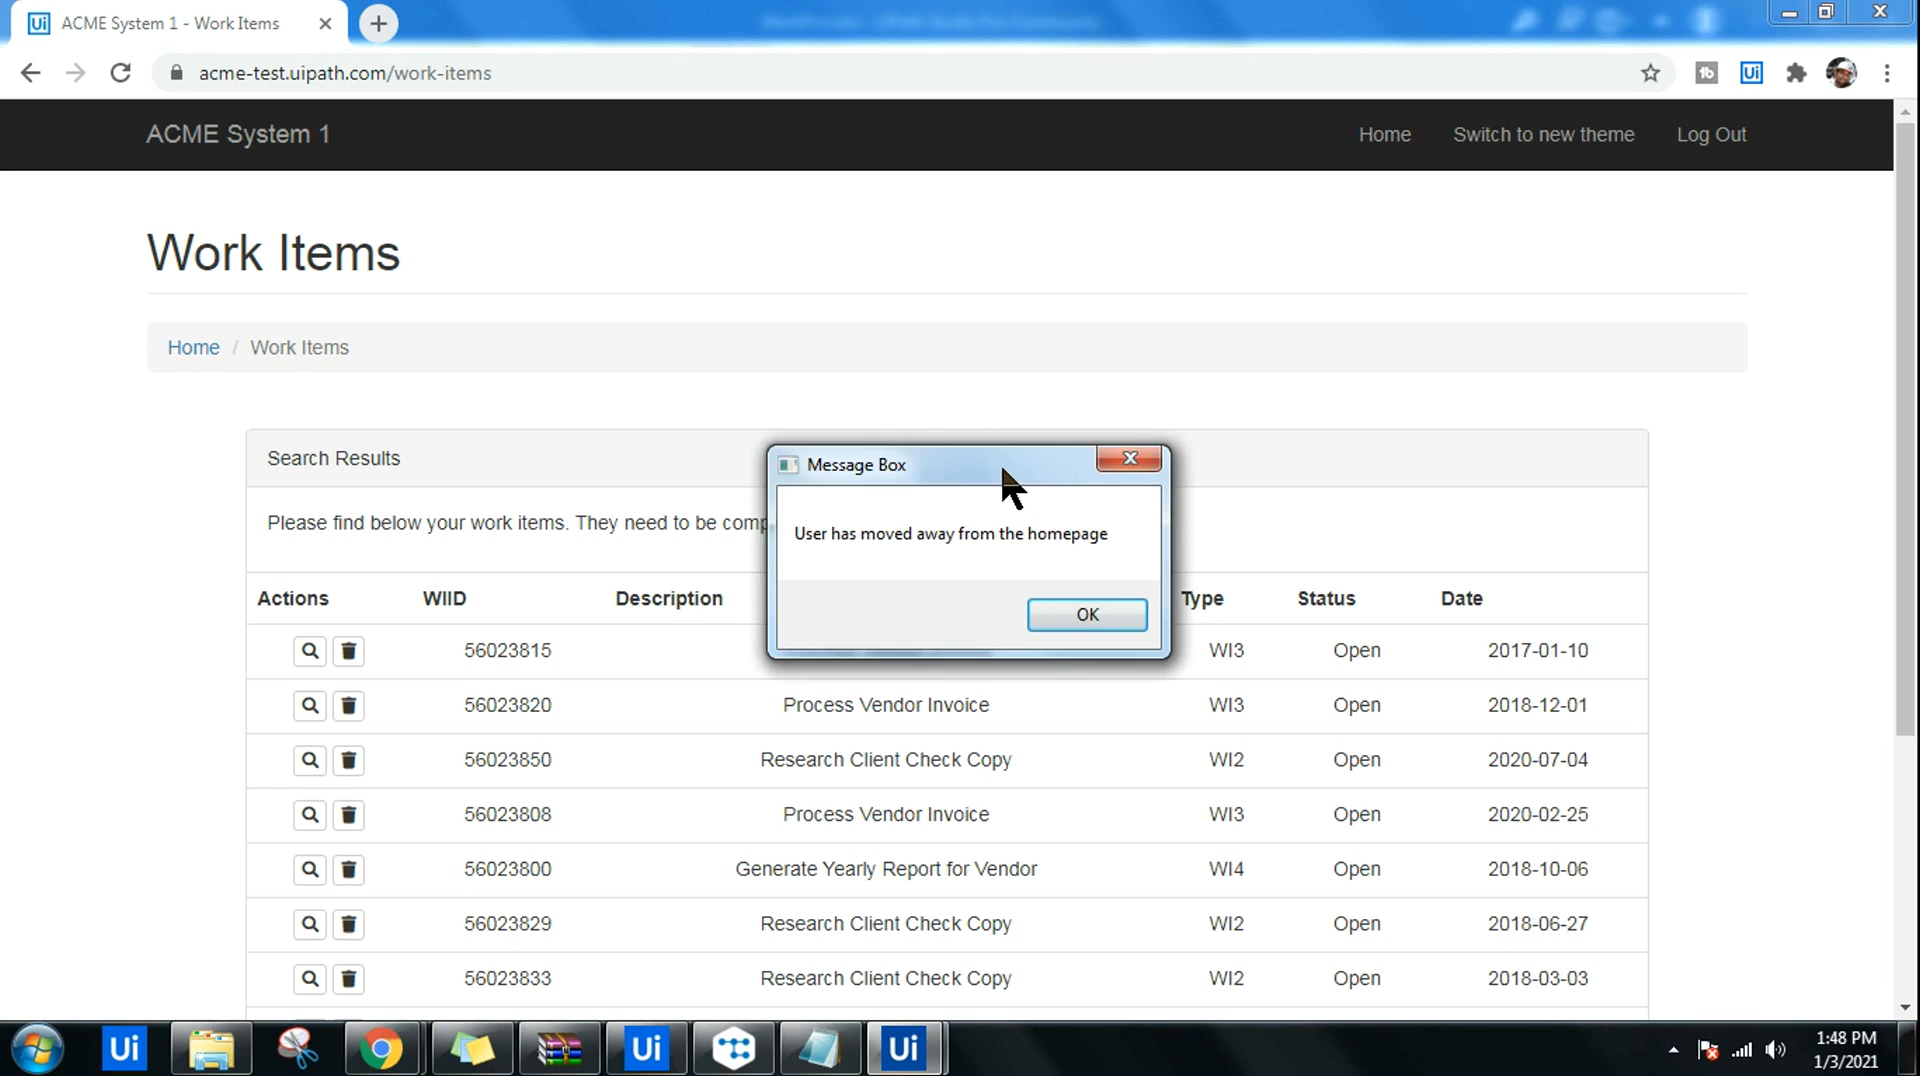 ACME System 1 - Work Items
acme-test.uipath.com/work-items
ACME System 1
Home
Switch to new theme
Log Out
Work Items
Home / Work Items
Search Results
Please find below your work items. They need to be
Message Box
User has moved away from the homepage
OK
Actions WIID Description Type Status Date
56023815 WI3 Open 2017-01-10
56023820 Process Vendor Invoice WI3 Open 2018-12-01
56023850 Research Client Check Copy WI2 Open 2020-07-04
56023808 Process Vendor Invoice WI3 Open 2020-02-25
56023800 Generate Yearly Report for Vendor WI4 Open 2018-10-06
56023829 Research Client Check Copy WI2 Open 2018-06-27
56023833 Research Client Check Copy WI2 Open 2018-03-03
1:48 PM
1/3/2021